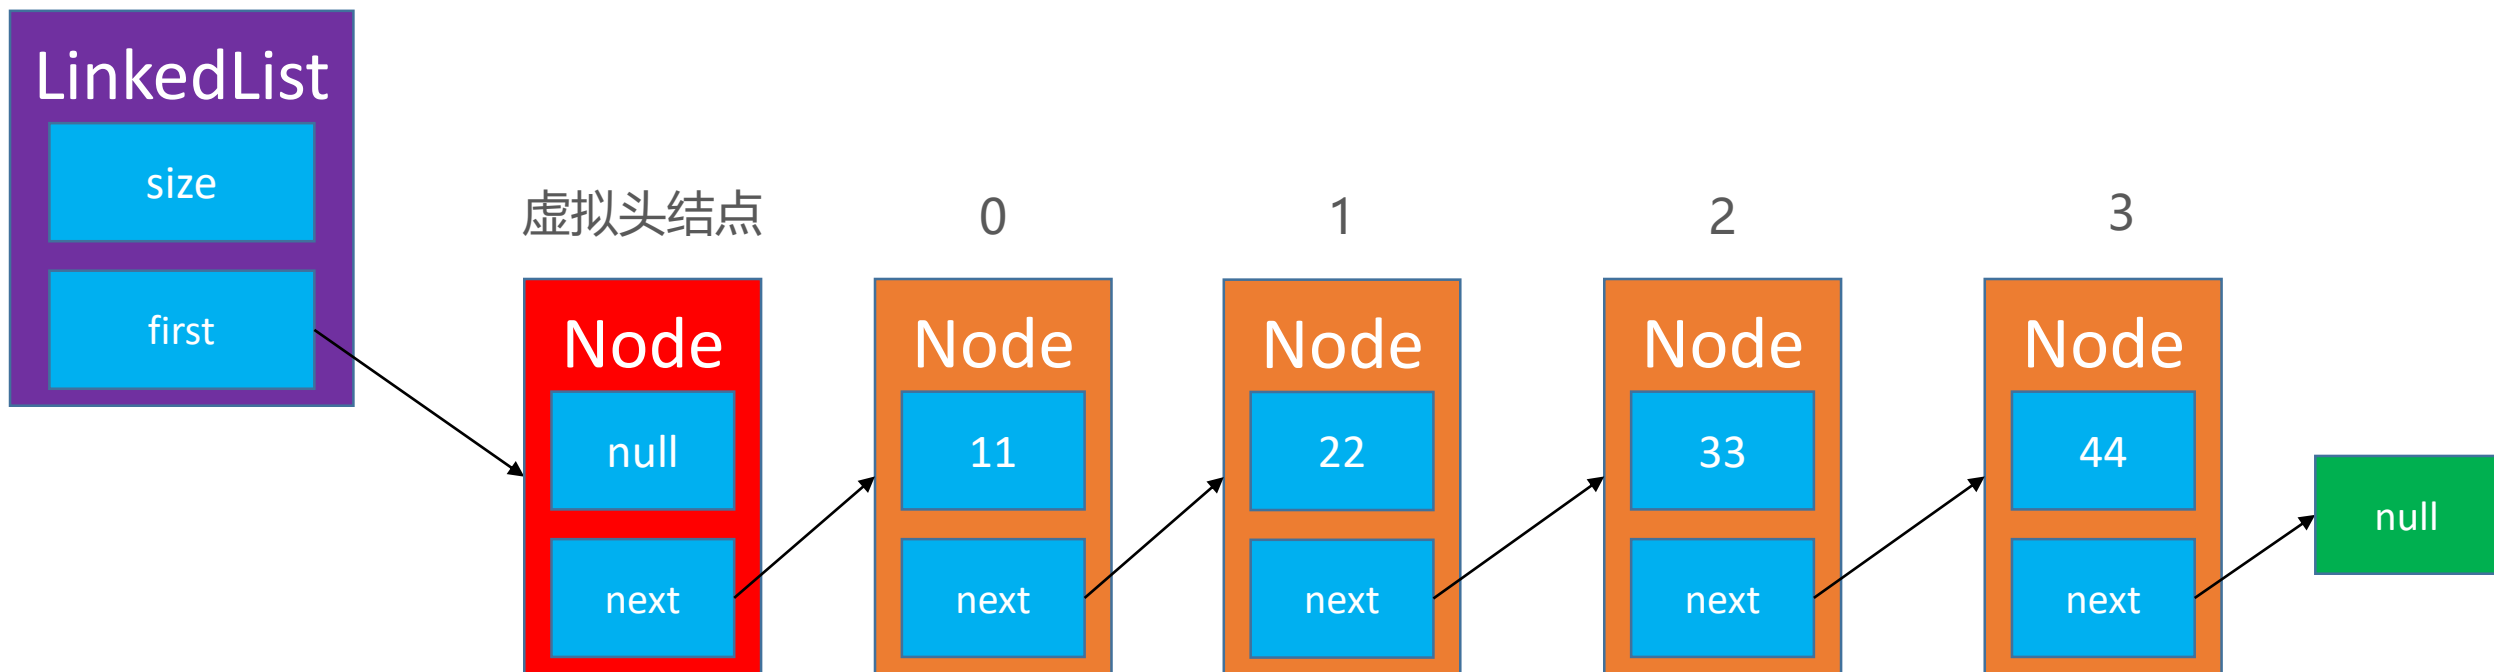 LinkedList
size
first
虚拟头结点
Node
null
next
0
Node
11
next
1
Node
22
next
2
Node
33
next
3
Node
44
next
null